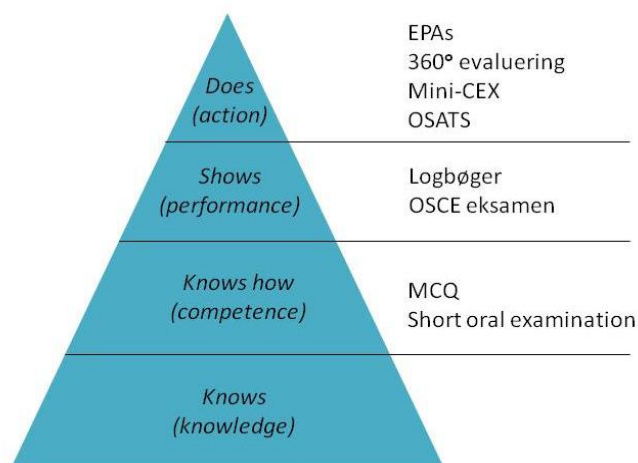 Does
(action)
EPAs
360° evaluering
Mini-CEX
OSATS
Shows
(performance)
Logbøger
OSCE eksamen
Knows how
(competence)
MCQ
Short oral examination
Knows
(knowledge)